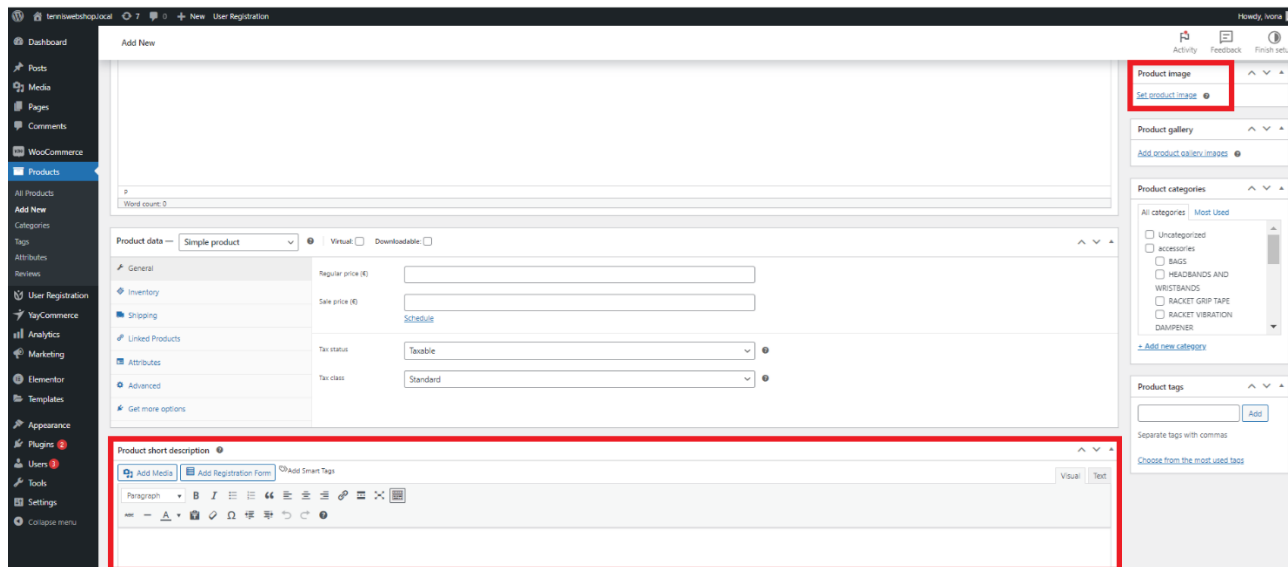 tenniswebshop.local 7 0 New User Registration
Howdy, Ivona
Dashboard
Posts
Media
Pages
Comments
WooCommerce
Products
All Products
Add New
Categories
Tags
Attributes
Reviews
User Registration
YayCommerce
Analytics
Marketing
Elementor
Templates
Appearance
Plugins 2
Users 3
Tools
Settings
Collapse menu
Add New
Activity Feedback Finish setu
Word count: 0
Product data — Simple product Virtual: Downloadable:
General
Inventory
Shipping
Linked Products
Attributes
Advanced
Get more options
Regular price (€)
Sale price (€)
Schedule
Tax status Taxable
Tax class Standard
Product short description
Add Media Add Registration Form Add Smart Tags
Visual Text
Paragraph B I
ABC A Ω
Product image
Set product image
Product gallery
Add product gallery images
Product categories
All categories Most Used
Uncategorized
accessories
BAGS
HEADBANDS AND
WRISTBANDS
RACKET GRIP TAPE
RACKET VIBRATION
DAMPENER
+ Add new category
Product tags
Add
Separate tags with commas
Choose from the most used tags